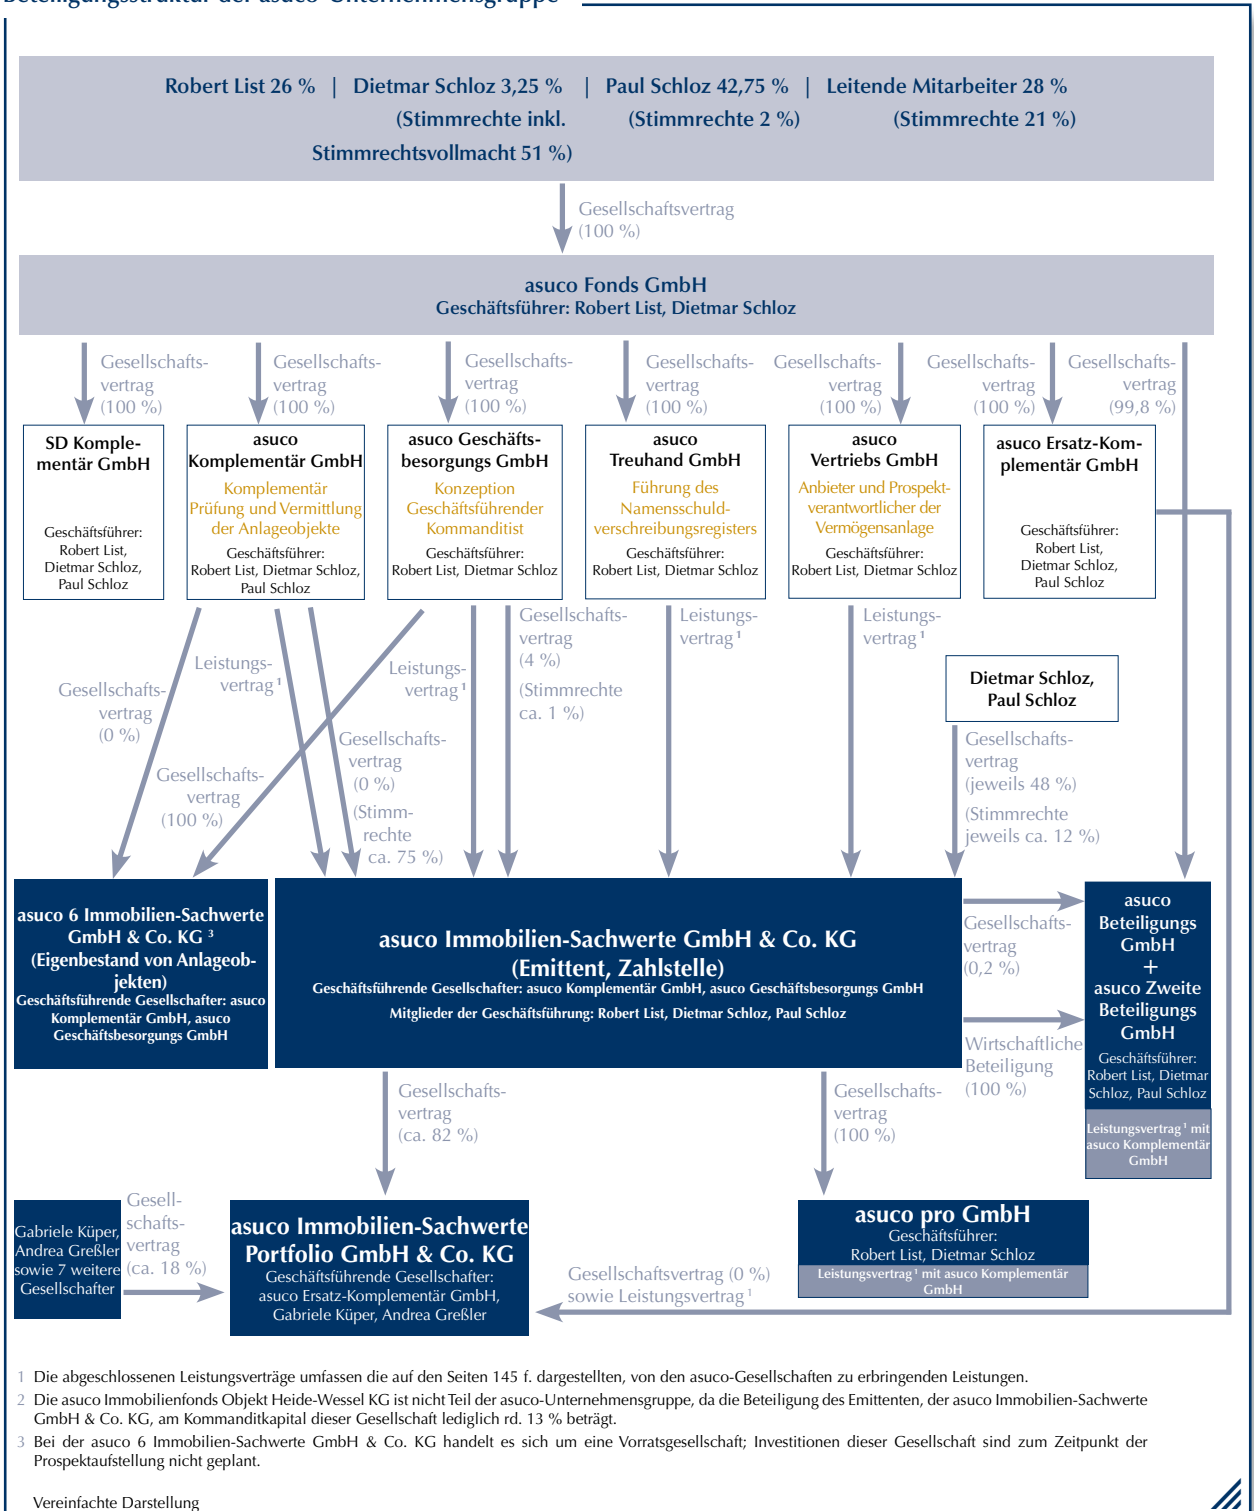 Beteiligungsstruktur der asuco-Unternehmensgruppe
Robert List 26 % | Dietmar Schloz 3,25 % | Paul Schloz 42,75 % | Leitende Mitarbeiter 28 %
(Stimmrechte inkl. (Stimmrechte 2 %) (Stimmrechte 21 %)
Stimmrechtsvollmacht 51 %)
Gesellschaftsvertrag
(100 %)
asuco Fonds GmbH
Geschäftsführer: Robert List, Dietmar Schloz
Gesellschafts-
vertrag
(100 %)
Gesellschafts-
vertrag
(100 %)
Gesellschafts-
vertrag
(100 %)
Gesellschafts-
vertrag
(100 %)
Gesellschafts-
vertrag
(100 %)
Gesellschafts-
vertrag
(100 %)
Gesellschafts-
vertrag
(99,8 %)
SD Komple-
mentär GmbH
Geschäftsführer:
Robert List,
Dietmar Schloz,
Paul Schloz
asuco
Komplementär GmbH
Komplementär
Prüfung und Vermittlung
der Anlageobjekte
Geschäftsführer:
Robert List, Dietmar Schloz,
Paul Schloz
asuco Geschäfts-
besorgungs GmbH
Konzeption
Geschäftsführender
Kommanditist
Geschäftsführer:
Robert List, Dietmar Schloz
asuco
Treuhand GmbH
Führung des
Namensschuld-
verschreibungsregisters
Geschäftsführer:
Robert List, Dietmar Schloz
asuco
Vertriebs GmbH
Anbieter und Prospekt-
verantwortlicher der
Vermögensanlage
Geschäftsführer:
Robert List, Dietmar Schloz
asuco Ersatz-Kom-
plementär GmbH
Geschäftsführer:
Robert List,
Dietmar Schloz,
Paul Schloz
Gesellschafts-
vertrag
(0 %)
Leistungs-
vertrag 1
Gesellschafts-
vertrag
(0 %)
(Stimm-
rechte
ca. 75 %)
Gesellschafts-
vertrag
(100 %)
Leistungs-
vertrag 1
Gesellschafts-
vertrag
(4 %)
(Stimmrechte
ca. 1 %)
Leistungs-
vertrag 1
Leistungs-
vertrag 1
Dietmar Schloz,
Paul Schloz
Gesellschafts-
vertrag
(jeweils 48 %)
(Stimmrechte
jeweils ca. 12 %)
asuco 6 Immobilien-Sachwerte
GmbH & Co. KG 3
(Eigenbestand von Anlageob-
jekten)
Geschäftsführende Gesellschafter: asuco
Komplementär GmbH, asuco
Geschäftsbesorgungs GmbH
asuco Immobilien-Sachwerte GmbH & Co. KG
(Emittent, Zahlstelle)
Geschäftsführende Gesellschafter: asuco Komplementär GmbH, asuco Geschäftsbesorgungs GmbH
Mitglieder der Geschäftsführung: Robert List, Dietmar Schloz, Paul Schloz
Gesellschafts-
vertrag
(0,2 %)
Wirtschaftliche
Beteiligung
(100 %)
asuco
Beteiligungs
GmbH
+
asuco Zweite
Beteiligungs
GmbH
Geschäftsführer:
Robert List, Dietmar
Schloz, Paul Schloz
Leistungsvertrag 1 mit
asuco Komplementär
GmbH
Gesellschafts-
vertrag
(ca. 82 %)
Gesellschafts-
vertrag
(100 %)
Gabriele Küper,
Andrea Greßler
sowie 7 weitere
Gesellschafter
Gesell-
schafts-
vertrag
(ca. 18 %)
asuco Immobilien-Sachwerte
Portfolio GmbH & Co. KG
Geschäftsführende Gesellschafter:
asuco Ersatz-Komplementär GmbH,
Gabriele Küper, Andrea Greßler
Gesellschaftsvertrag (0 %)
sowie Leistungsvertrag 1
asuco pro GmbH
Geschäftsführer:
Robert List, Dietmar Schloz
Leistungsvertrag 1 mit asuco Komplementär
GmbH
1 Die abgeschlossenen Leistungsverträge umfassen die auf den Seiten 145 f. dargestellten, von den asuco-Gesellschaften zu erbringenden Leistungen.
2 Die asuco Immobilienfonds Objekt Heide-Wessel KG ist nicht Teil der asuco-Unternehmensgruppe, da die Beteiligung des Emittenten, der asuco Immobilien-Sachwerte
GmbH & Co. KG, am Kommanditkapital dieser Gesellschaft lediglich rd. 13 % beträgt.
3 Bei der asuco 6 Immobilien-Sachwerte GmbH & Co. KG handelt es sich um eine Vorratsgesellschaft; Investitionen dieser Gesellschaft sind zum Zeitpunkt der
Prospektaufstellung nicht geplant.
Vereinfachte Darstellung